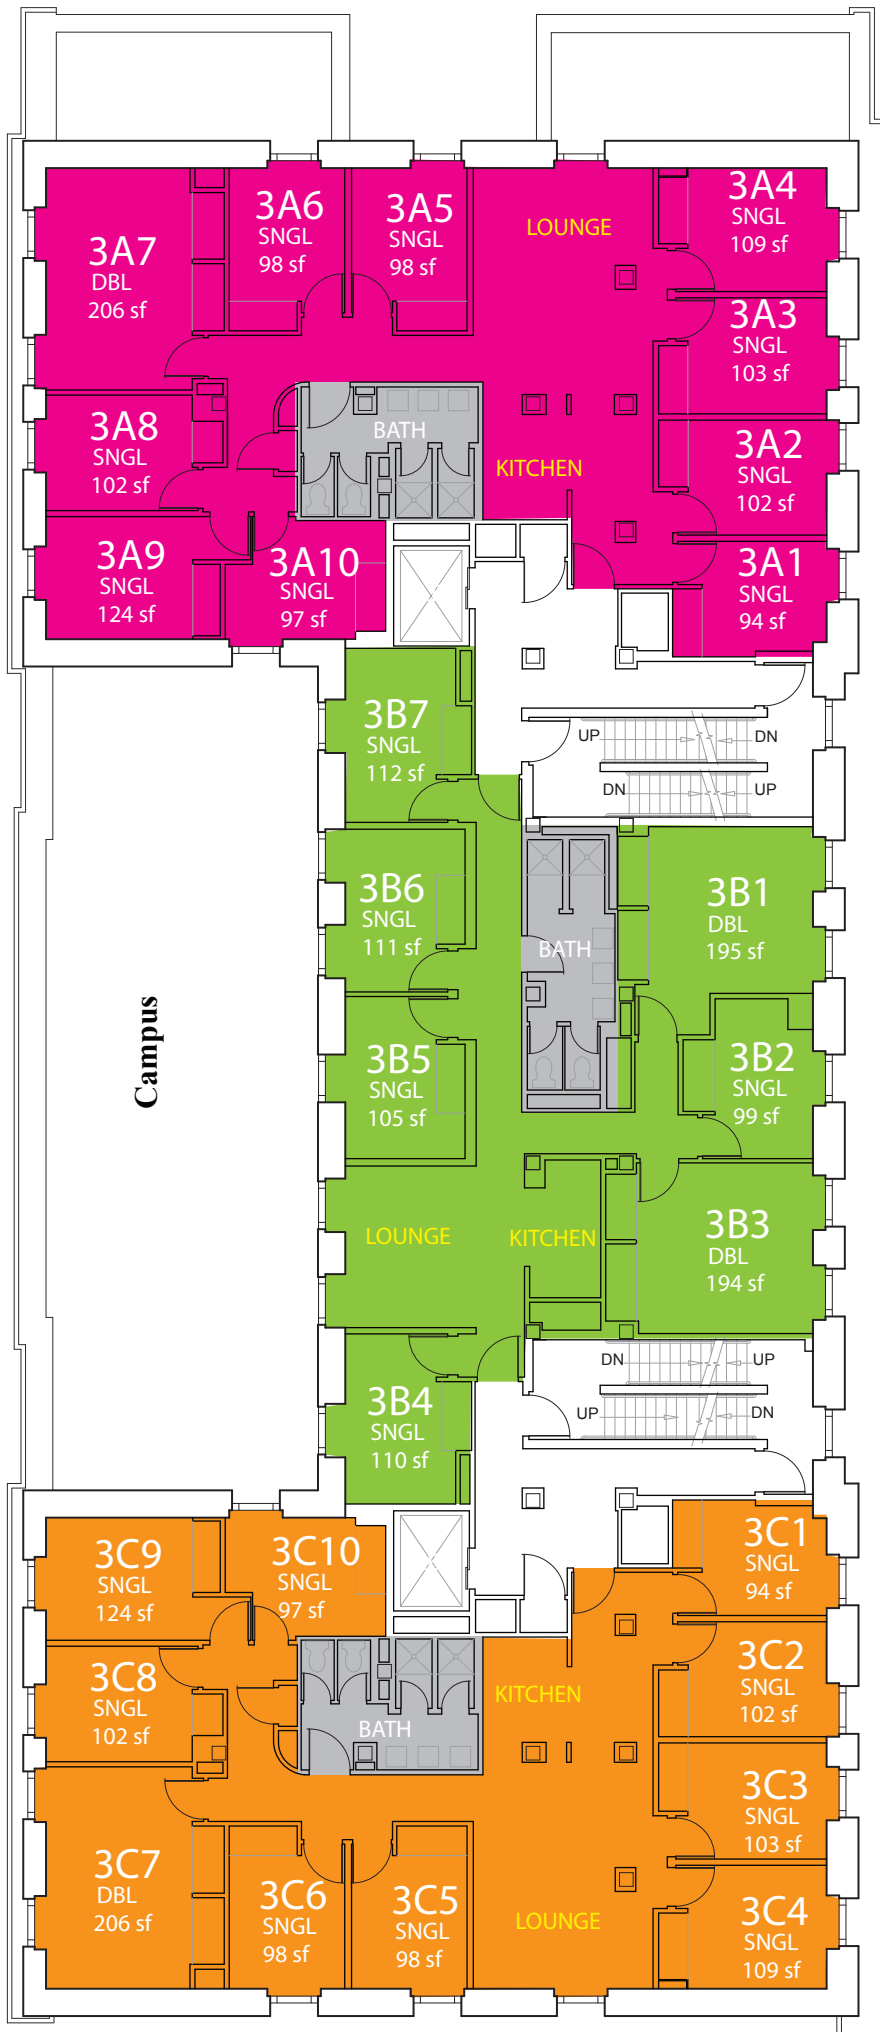 3A6
SNGL
98 sf
3A5
SNGL
98 sf
LOUNGE
3A4
SNGL
109 sf
3A7
DBL
206 sf
3A3
SNGL
103 sf
3A8
SNGL
102 sf
BATH
KITCHEN
3A2
SNGL
102 sf
3A9
SNGL
124 sf
3A10
SNGL
97 sf
3A1
SNGL
94 sf
3B7
SNGL
112 sf
UP
DN
DN
UP
3B6
SNGL
111 sf
BATH
3B1
DBL
195 sf
Campus
3B5
SNGL
105 sf
3B2
SNGL
99 sf
LOUNGE
KITCHEN
3B3
DBL
194 sf
3B4
SNGL
110 sf
DN
UP
UP
DN
3C9
SNGL
124 sf
3C10
SNGL
97 sf
3C1
SNGL
94 sf
3C8
SNGL
102 sf
BATH
KITCHEN
3C2
SNGL
102 sf
3C3
SNGL
103 sf
3C7
DBL
206 sf
3C6
SNGL
98 sf
3C5
SNGL
98 sf
LOUNGE
3C4
SNGL
109 sf